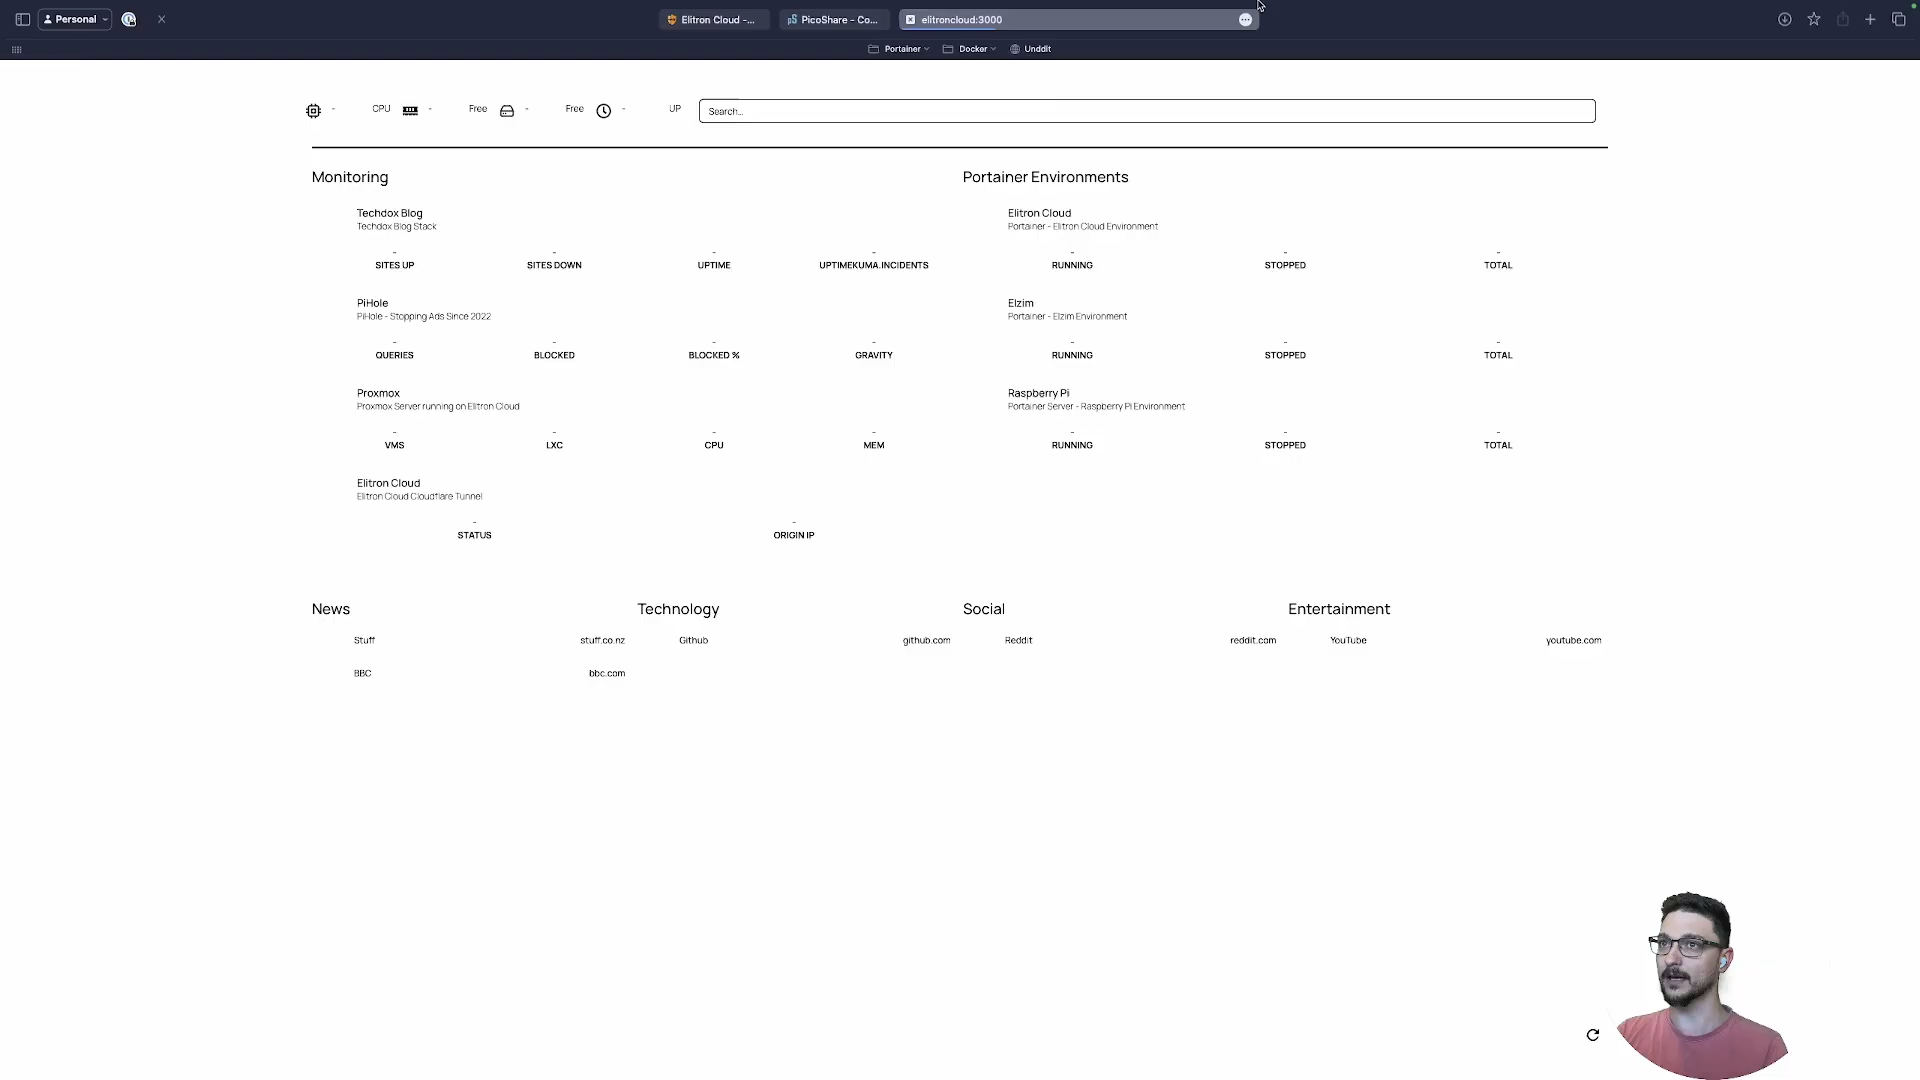 Personal
Elitron Cloud -...
PicoShare - Co...
elitroncloud:3000
Portainer
Docker
Unddit
- CPU
- Free
- Free
- UP
Search...
Monitoring
Techdox Blog
Techdox Blog Stack
- - - -
SITES UP SITES DOWN UPTIME UPTIMEKUMA.INCIDENTS
PiHole
PiHole - Stopping Ads Since 2022
- - - -
QUERIES BLOCKED BLOCKED % GRAVITY
Proxmox
Proxmox Server running on Elitron Cloud
- - - -
VMS LXC CPU MEM
Elitron Cloud
Elitron Cloud Cloudflare Tunnel
- -
STATUS ORIGIN IP
Portainer Environments
Elitron Cloud
Portainer - Elitron Cloud Environment
- - -
RUNNING STOPPED TOTAL
Elzim
Portainer - Elzim Environment
- - -
RUNNING STOPPED TOTAL
Raspberry Pi
Portainer Server - Raspberry Pi Environment
- - -
RUNNING STOPPED TOTAL
News
Stuff stuff.co.nz
BBC bbc.com
Technology
Github github.com
Social
Reddit reddit.com
Entertainment
YouTube youtube.com